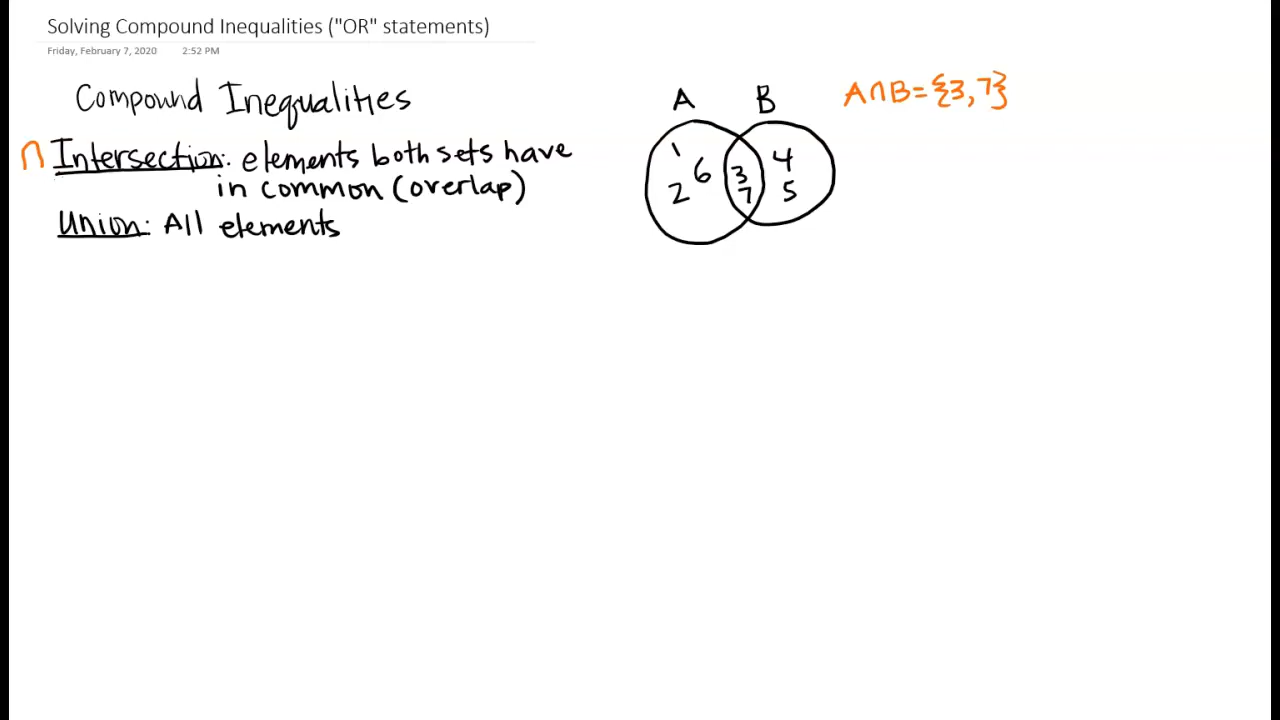 Solving Compound Inequalities ("OR" statements)
Friday, February 7, 2020 2:52 PM
Compound Inequalities
∩ Intersection: elements both sets have
in common (overlap)
Union: All elements
A B
1
6
2
3
7
4
5
A∩B={3,7}